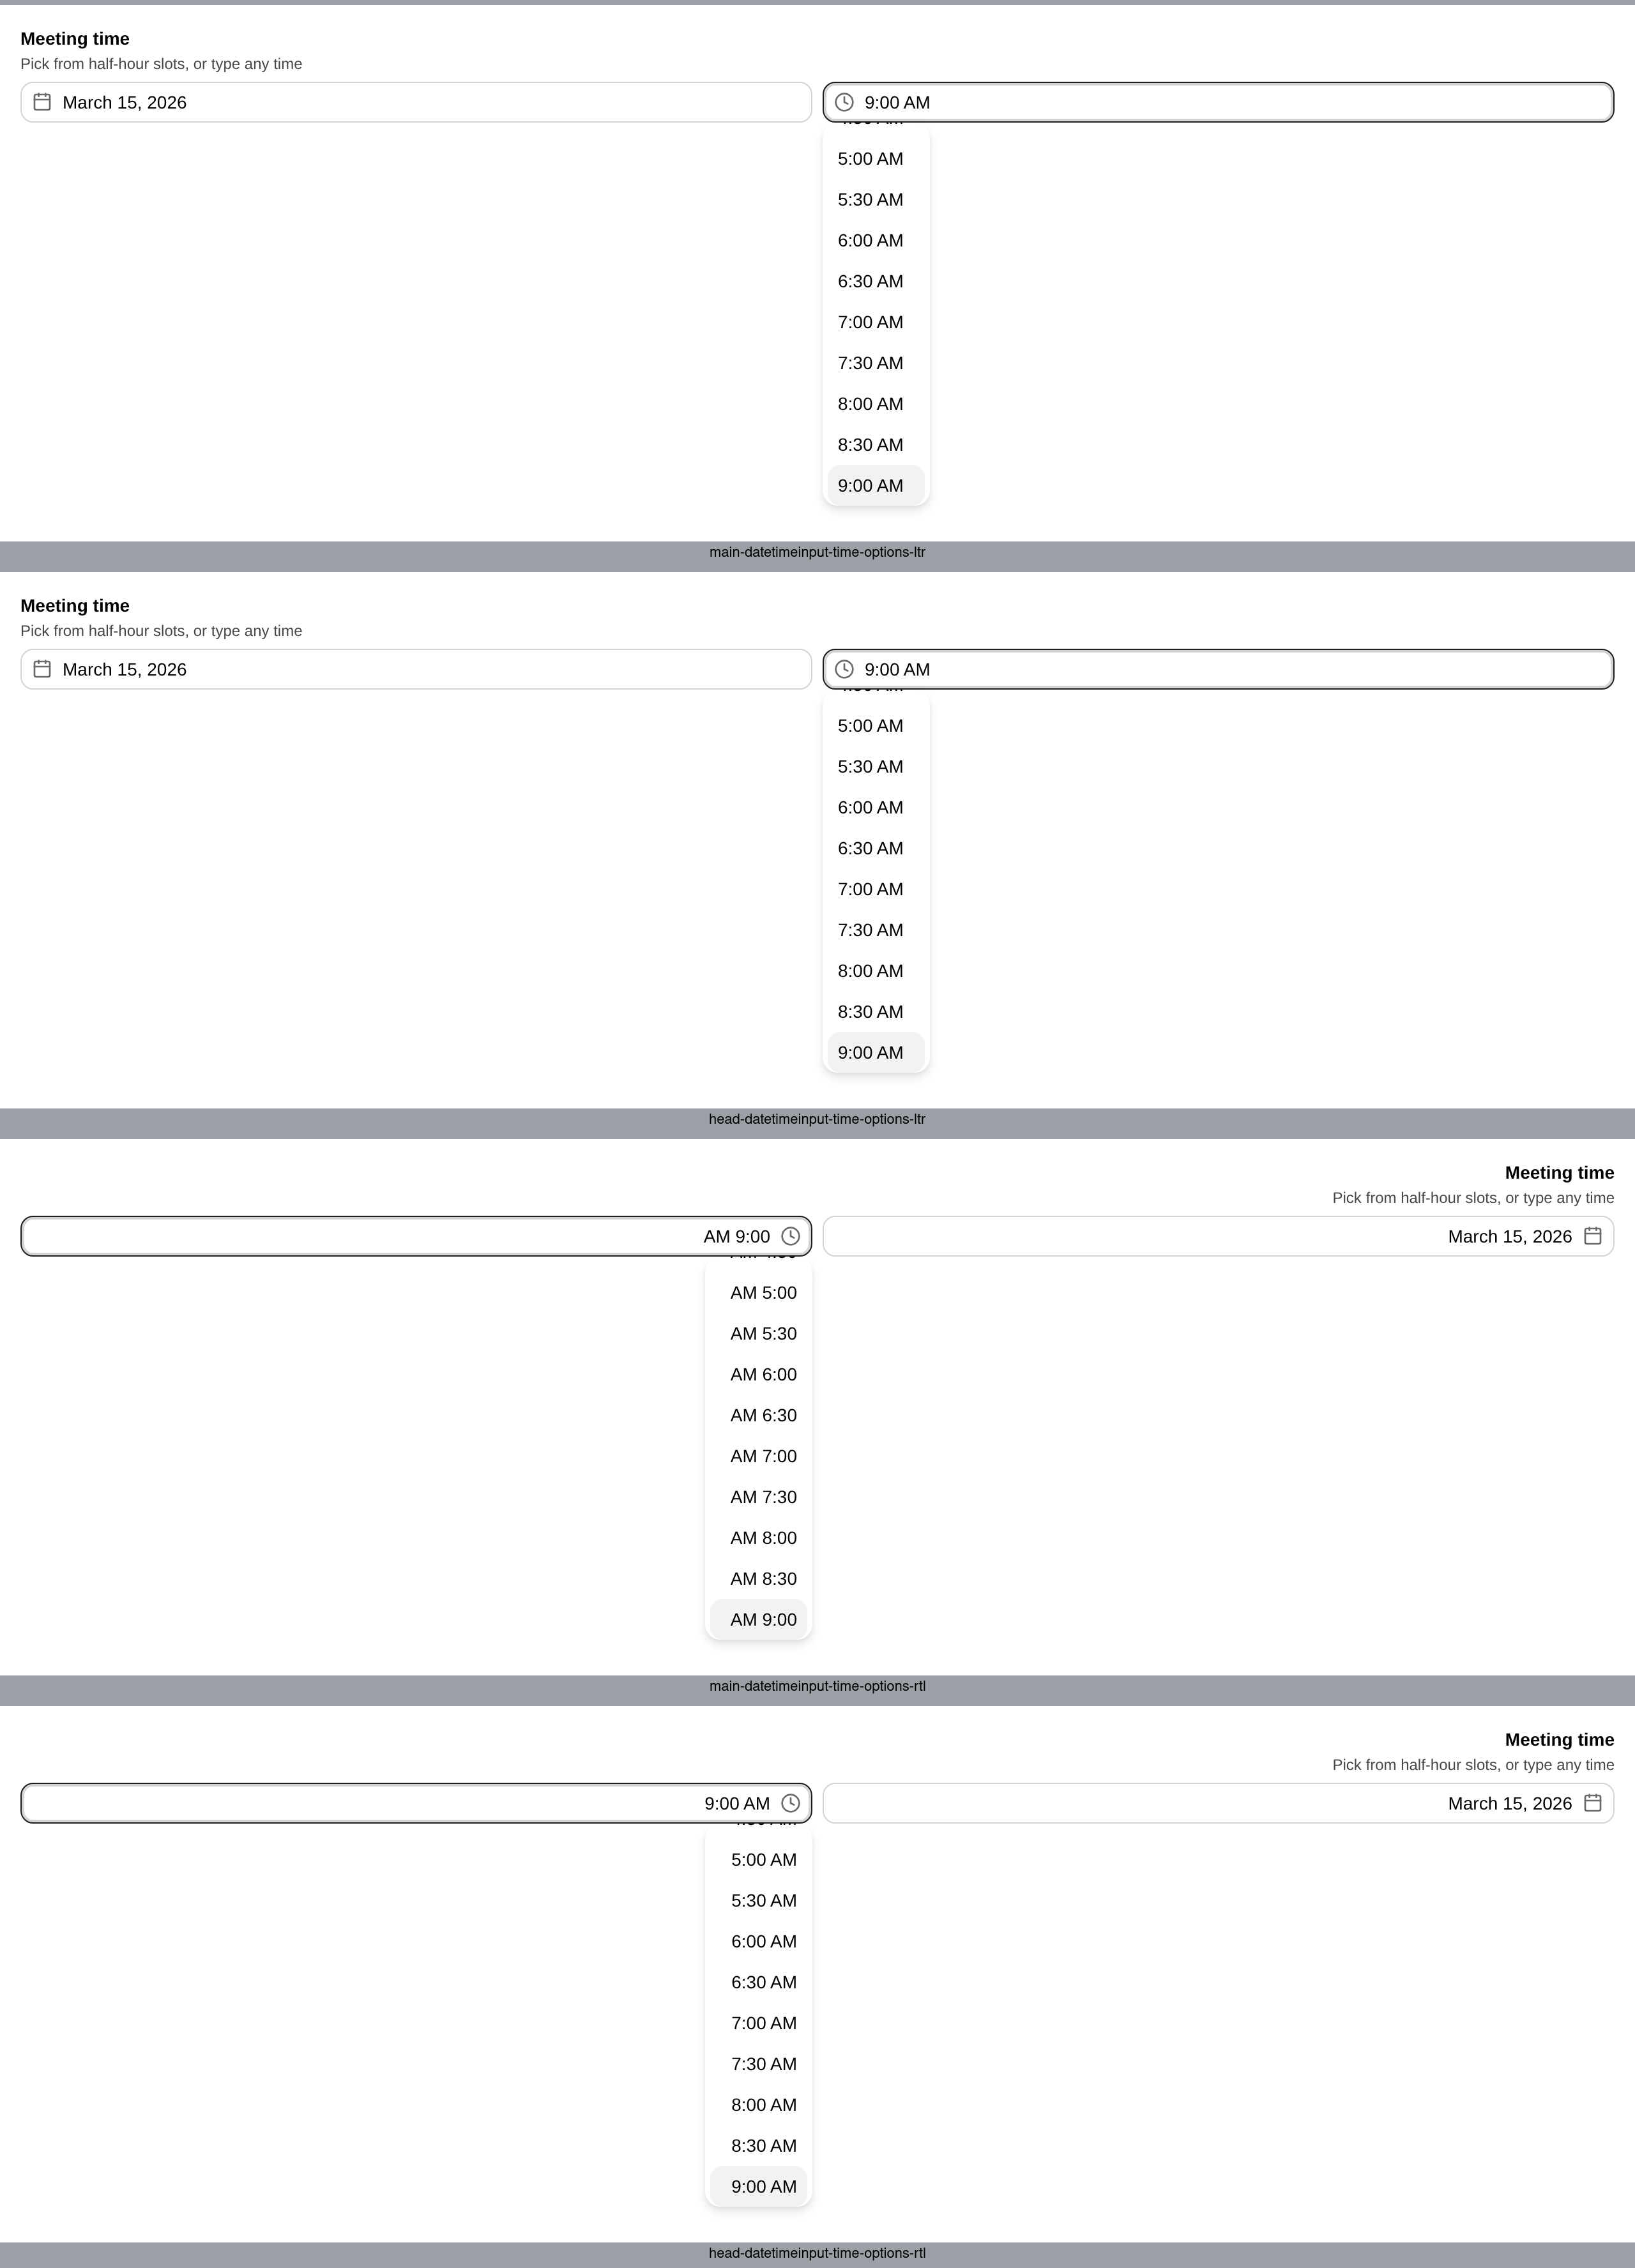 Meeting time
Pick from half-hour slots, or type any time
March 15, 2026
9:00 AM
5:00 AM
5:30 AM
6:00 AM
6:30 AM
7:00 AM
7:30 AM
8:00 AM
8:30 AM
9:00 AM
main-datetimeinput-time-options-ltr
Meeting time
Pick from half-hour slots, or type any time
March 15, 2026
9:00 AM
5:00 AM
5:30 AM
6:00 AM
6:30 AM
7:00 AM
7:30 AM
8:00 AM
8:30 AM
9:00 AM
head-datetimeinput-time-options-ltr
Meeting time
Pick from half-hour slots, or type any time
AM 9:00
March 15, 2026
AM 5:00
AM 5:30
AM 6:00
AM 6:30
AM 7:00
AM 7:30
AM 8:00
AM 8:30
AM 9:00
main-datetimeinput-time-options-rtl
Meeting time
Pick from half-hour slots, or type any time
9:00 AM
March 15, 2026
5:00 AM
5:30 AM
6:00 AM
6:30 AM
7:00 AM
7:30 AM
8:00 AM
8:30 AM
9:00 AM
head-datetimeinput-time-options-rtl